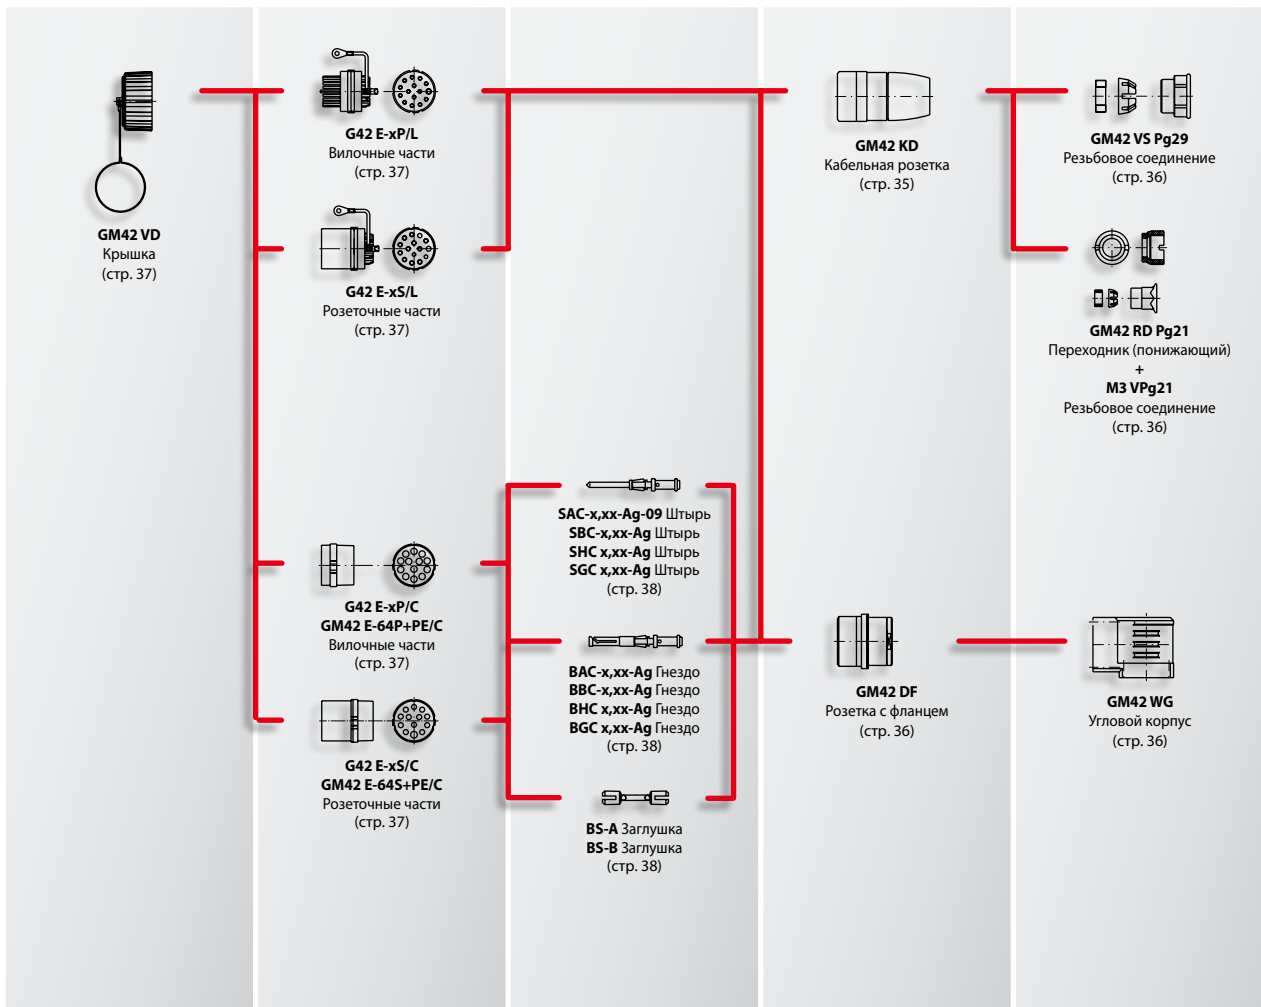 GM42 VD
Крышка
(стр. 37)
G42 E-xP/L
Вилочные части
(стр. 37)
G42 E-xS/L
Розеточные части
(стр. 37)
G42 E-xP/C
GM42 E-64P+PE/C
Вилочные части
(стр. 37)
G42 E-xS/C
GM42 E-64S+PE/C
Розеточные части
(стр. 37)
SAC-x,xx-Ag-09 Штырь
SBC-x,xx-Ag Штырь
SHC x,xx-Ag Штырь
SGC x,xx-Ag Штырь
(стр. 38)
BAC-x,xx-Ag Гнездо
BBC-x,xx-Ag Гнездо
BHC x,xx-Ag Гнездо
BGC x,xx-Ag Гнездо
(стр. 38)
BS-A Заглушка
BS-B Заглушка
(стр. 38)
GM42 KD
Кабельная розетка
(стр. 35)
GM42 DF
Розетка с фланцем
(стр. 36)
GM42 VS Pg29
Резьбовое соединение
(стр. 36)
GM42 RD Pg21
Переходник (понижающий)
+
M3 VPg21
Резьбовое соединение
(стр. 36)
GM42 WG
Угловой корпус
(стр. 36)